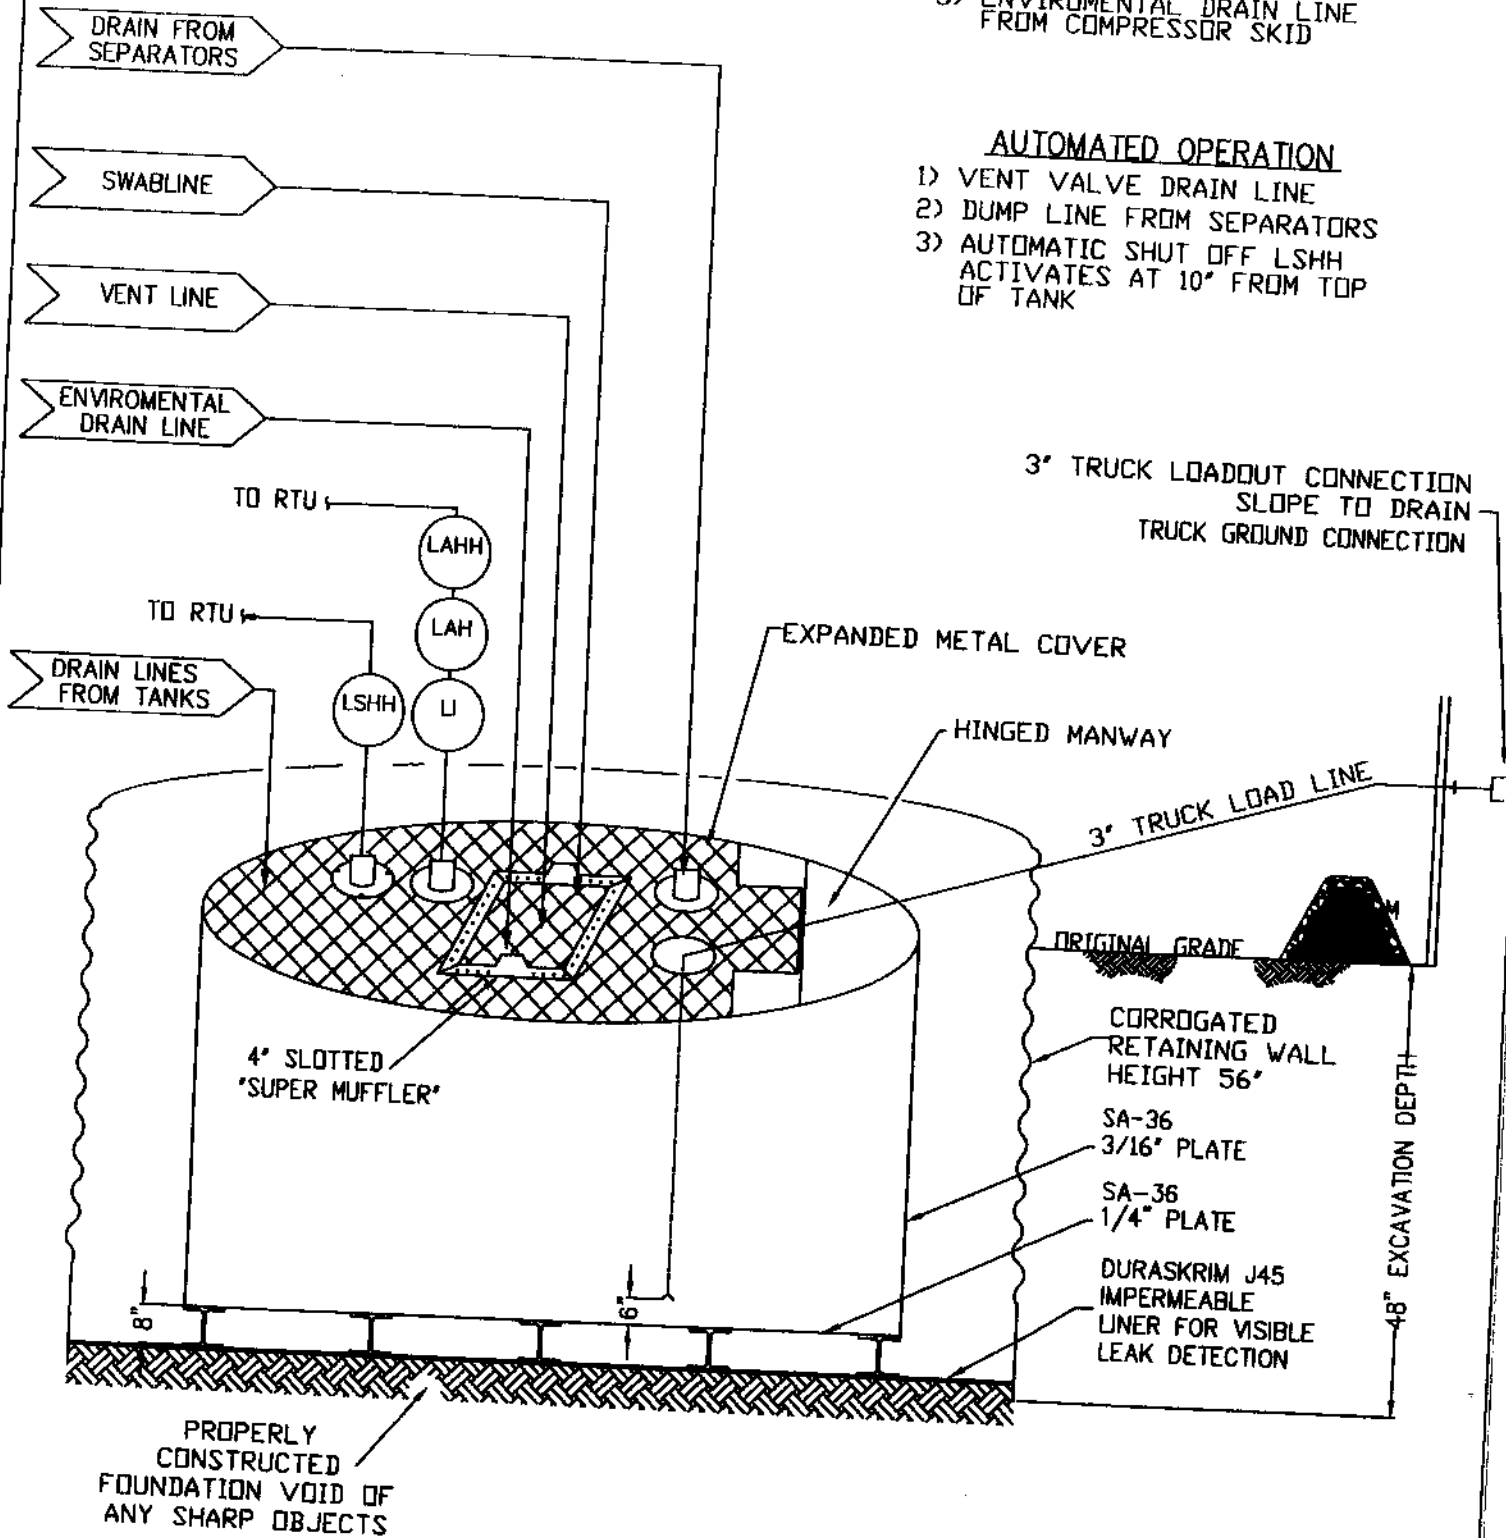 3) ENVIROMENTAL DRAIN LINE
FROM COMPRESSOR SKID
DRAIN FROM
SEPARATORS
SWABLINE
VENT LINE
ENVIROMENTAL
DRAIN LINE
AUTOMATED OPERATION
1) VENT VALVE DRAIN LINE
2) DUMP LINE FROM SEPARATORS
3) AUTOMATIC SHUT OFF LSHH
ACTIVATES AT 10" FROM TOP
OF TANK
3" TRUCK LOADOUT CONNECTION
SLOPE TO DRAIN
TRUCK GROUND CONNECTION
TO RTU
LAHH
LAH
LI
TO RTU
LSHH
DRAIN LINES
FROM TANKS
EXPANDED METAL COVER
HINGED MANWAY
3" TRUCK LOAD LINE
ORIGINAL GRADE
4" SLOTTED
"SUPER MUFFLER"
CORROGATED
RETAINING WALL
HEIGHT 56"
SA-36
3/16" PLATE
SA-36
1/4" PLATE
DURASKRIM J45
IMPERMEABLE
LINER FOR VISIBLE
LEAK DETECTION
48" EXCAVATION DEPTH
8"
6"
PROPERLY
CONSTRUCTED
FOUNDATION VOID OF
ANY SHARP OBJECTS